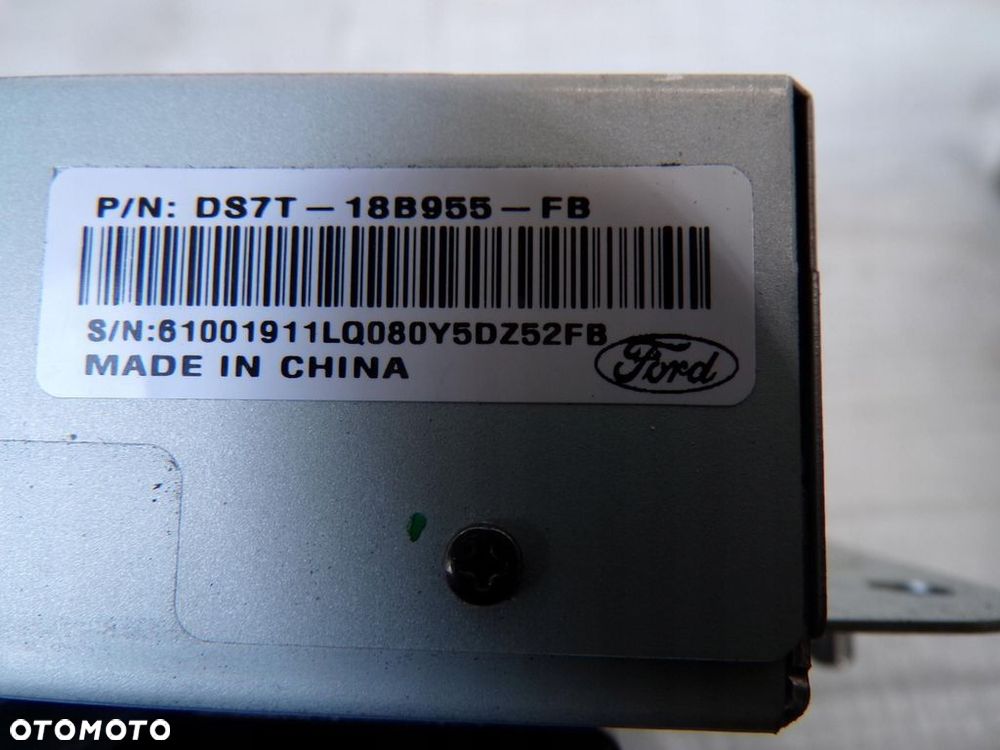 P/N: DS7T-18B955-FB
S/N:61001911LQ080Y5DZ52FB
MADE IN CHINA
Ford
OTOMOTO